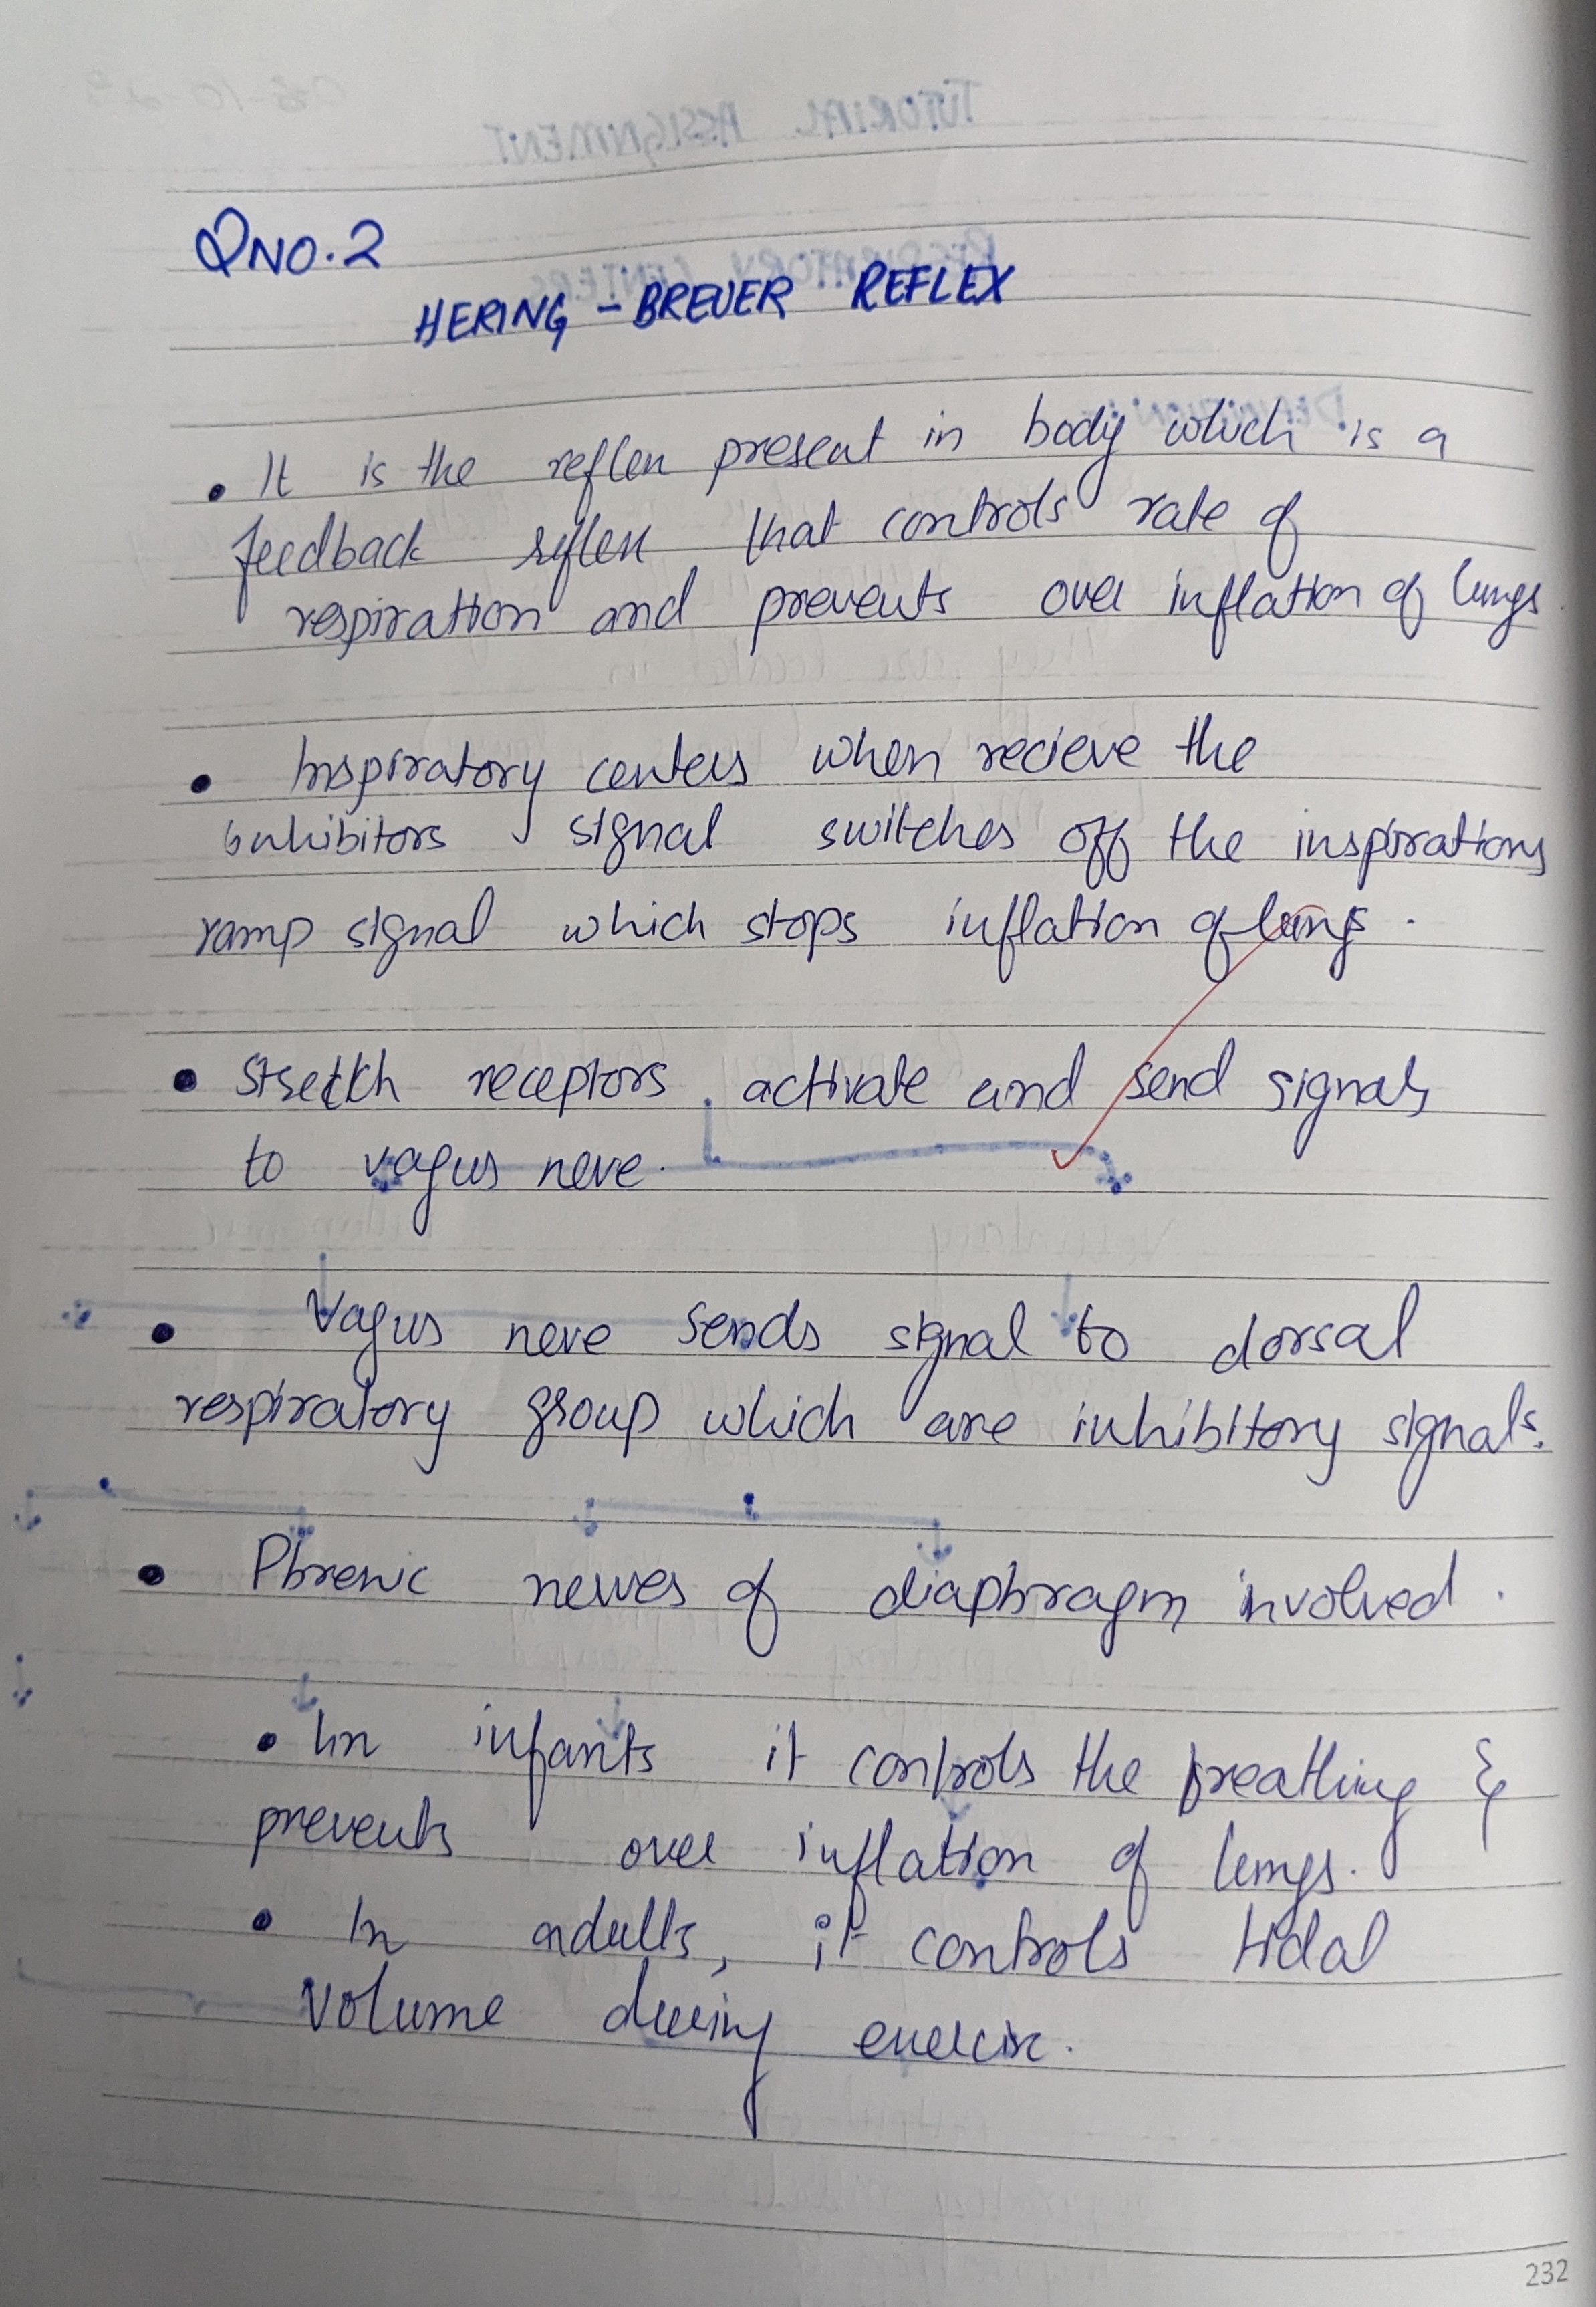 QNO.2
HERING - BREUER REFLEX
• It is the reflex present in body which is a
feedback reflex that controls rate of
respiration and prevents over inflation of lungs.
• Inspiratory centers when recieve the
inhibitors signal switches off the inspirations
ramp signal which stops inflation of lungs.
• Stretch receptors activate and send signals
to vagus neve.
• Vagus neve sends signal to dorsal
respiratory group which are inhibitory signals.
• Phrenic nerves of diaphragm involved.
• In infants it controls the breathing &
prevents over inflation of lungs.
• In adults, it controls tidal
volume during exercise.
232